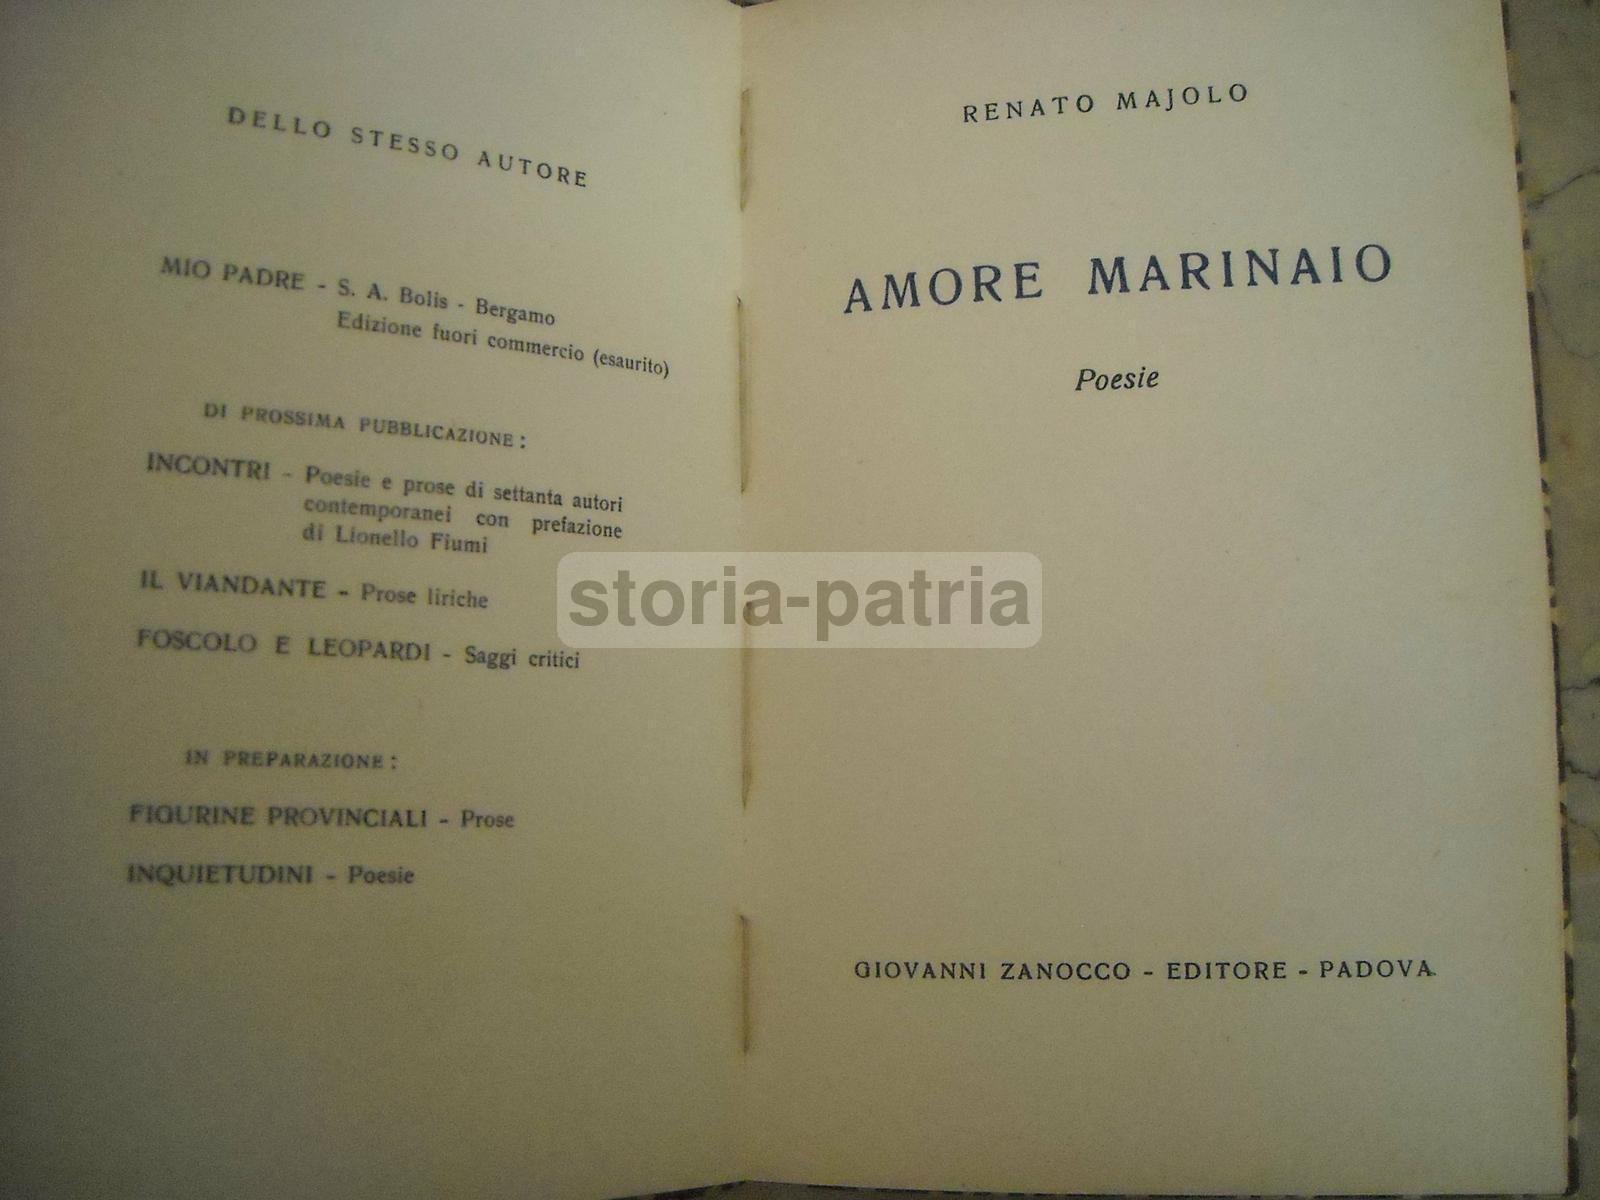 DELLO STESSO AUTORE
MIO PADRE - S. A. Bolis - Bergamo
Edizione fuori commercio (esaurito)
DI PROSSIMA PUBBLICAZIONE:
INCONTRI - Poesie e prose di settanta autori
contemporanei con prefazione
di Lionello Fiumi
IL VIANDANTE - Prose liriche
FOSCOLO E LEOPARDI - Saggi critici
IN PREPARAZIONE:
FIGURINE PROVINCIALI - Prose
INQUIETUDINI - Poesie
RENATO MAJOLO
AMORE MARINAIO
Poesie
GIOVANNI ZANOCCO - EDITORE - PADOVA
storia-patria